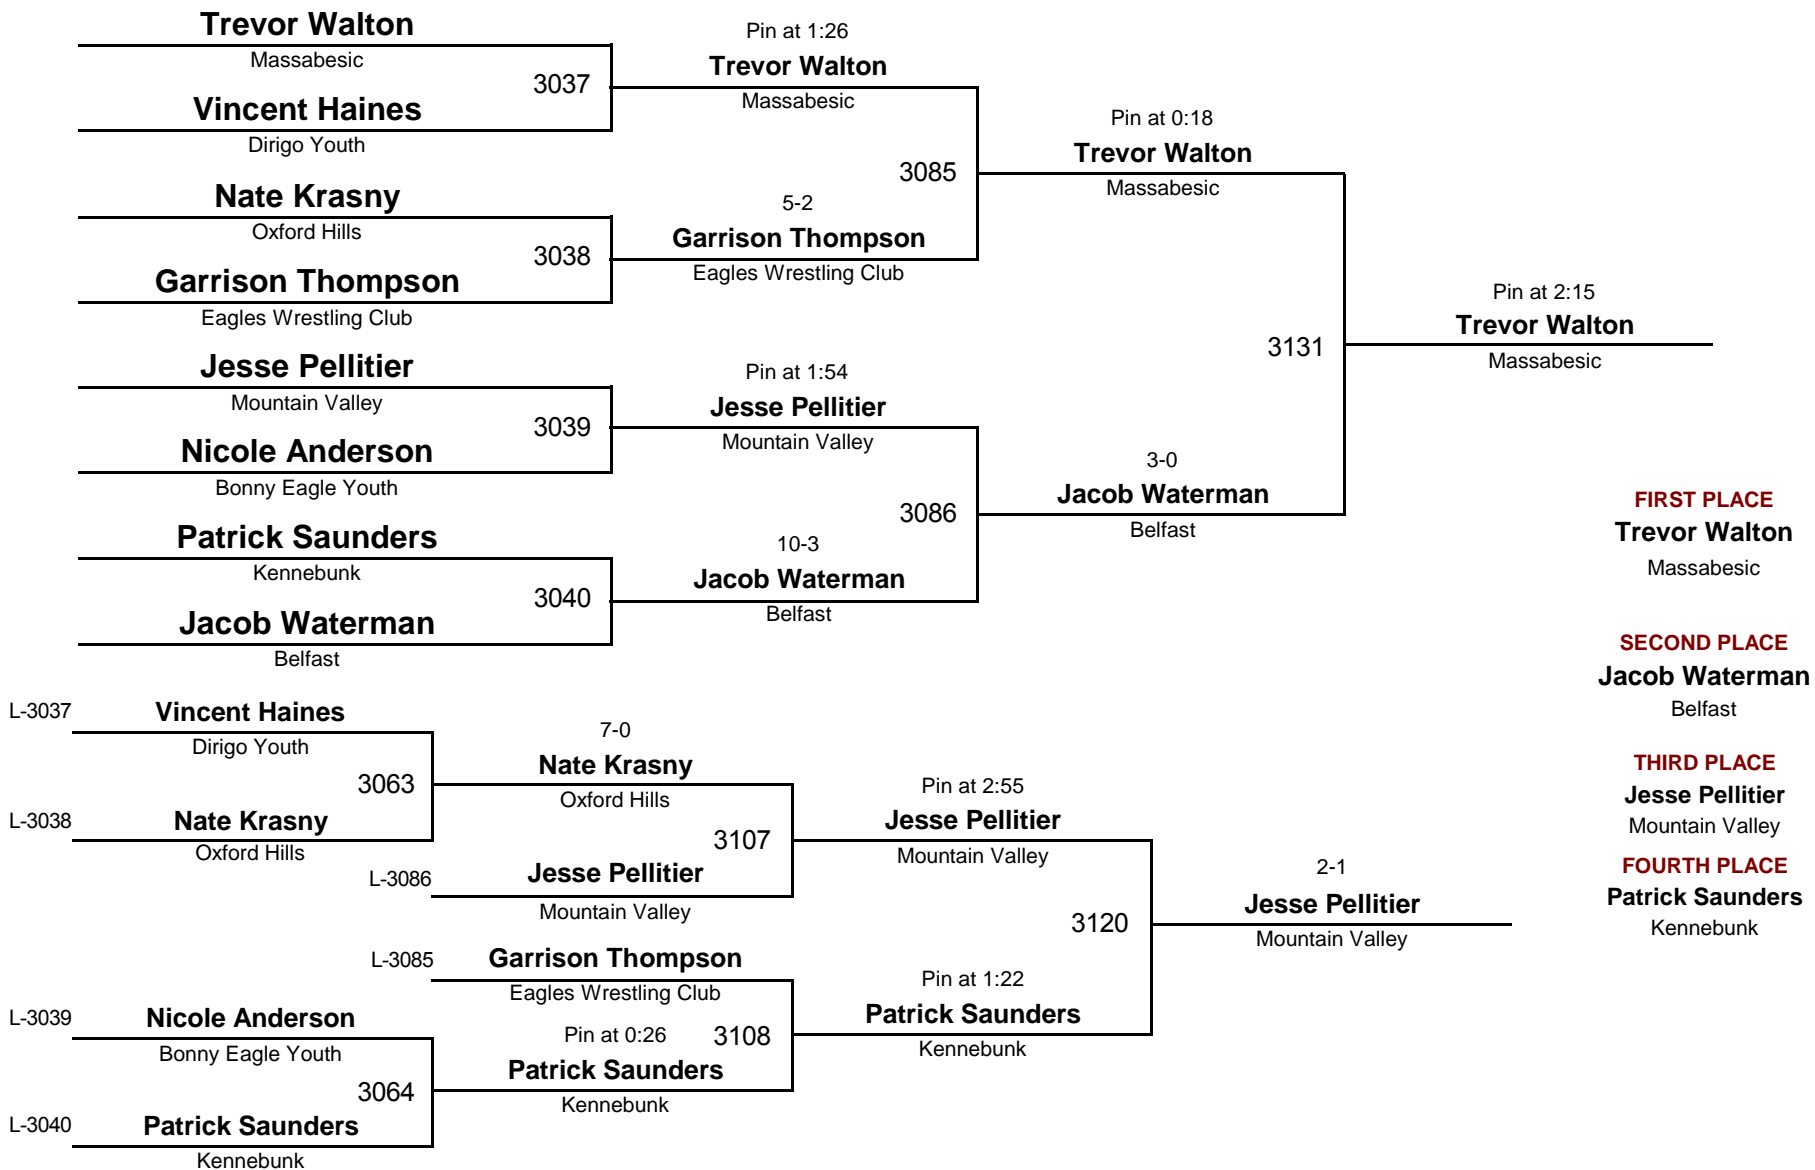 Trevor Walton
Massabesic
3037
Vincent Haines
Dirigo Youth
Pin at 1:26
Trevor Walton
Massabesic
Nate Krasny
Oxford Hills
3038
Garrison Thompson
Eagles Wrestling Club
5-2
Garrison Thompson
Eagles Wrestling Club
3085
Pin at 0:18
Trevor Walton
Massabesic
Jesse Pellitier
Mountain Valley
3039
Nicole Anderson
Bonny Eagle Youth
Pin at 1:54
Jesse Pellitier
Mountain Valley
Patrick Saunders
Kennebunk
3040
Jacob Waterman
Belfast
10-3
Jacob Waterman
Belfast
3086
3-0
Jacob Waterman
Belfast
3131
Pin at 2:15
Trevor Walton
Massabesic
FIRST PLACE
Trevor Walton
Massabesic
SECOND PLACE
Jacob Waterman
Belfast
THIRD PLACE
Jesse Pellitier
Mountain Valley
FOURTH PLACE
Patrick Saunders
Kennebunk
L-3037
Vincent Haines
Dirigo Youth
3063
L-3038
Nate Krasny
Oxford Hills
7-0
Nate Krasny
Oxford Hills
3107
L-3086
Jesse Pellitier
Mountain Valley
Pin at 2:55
Jesse Pellitier
Mountain Valley
L-3085
Garrison Thompson
Eagles Wrestling Club
3108
L-3039
Nicole Anderson
Bonny Eagle Youth
3064
L-3040
Patrick Saunders
Kennebunk
Pin at 0:26
Patrick Saunders
Kennebunk
Pin at 1:22
Patrick Saunders
Kennebunk
3120
2-1
Jesse Pellitier
Mountain Valley